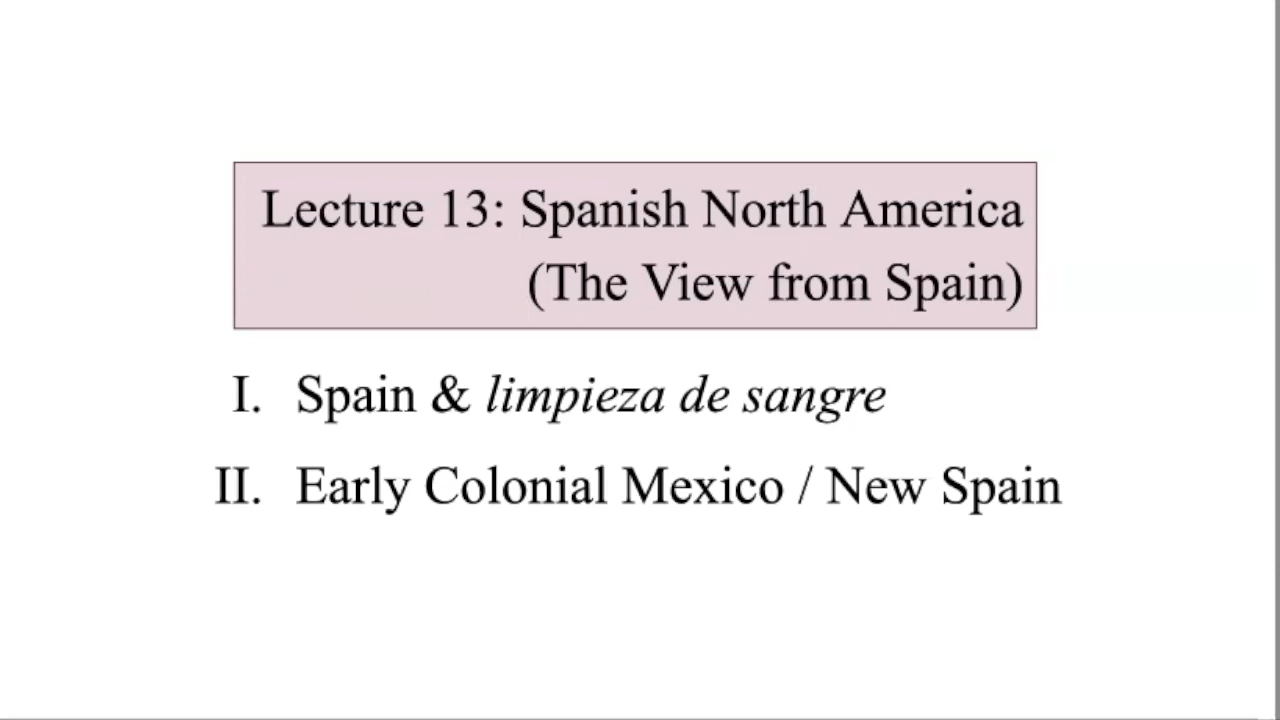 Lecture 13: Spanish North America
(The View from Spain)
I. Spain & limpieza de sangre
II. Early Colonial Mexico / New Spain